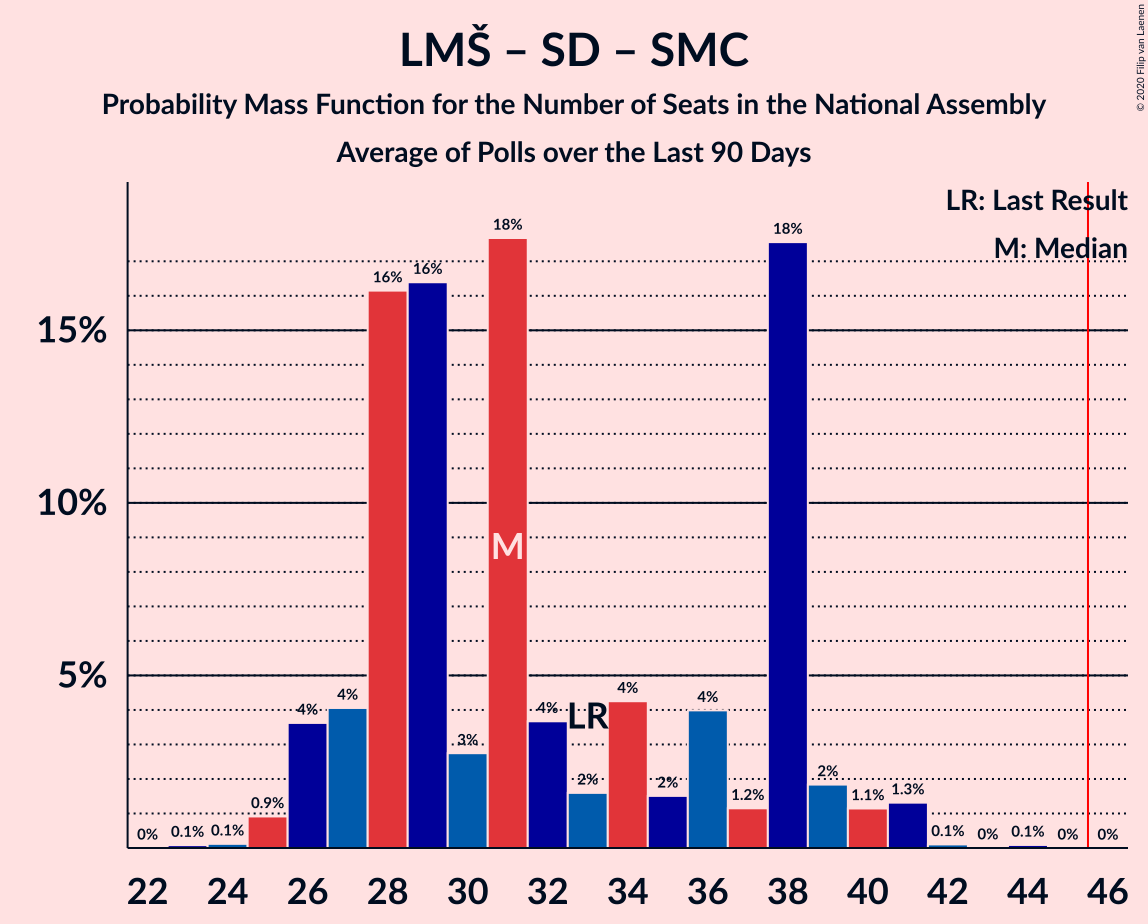 LMŠ – SD – SMC
Probability Mass Function for the Number of Seats in the National Assembly
Average of Polls over the Last 90 Days
© 2020 Filip van Laenen
LR: Last Result
M: Median
15%
10%
5%
0% 0.1% 0.1% 0.9% 4% 4% 16% 16% 3% 18% 4% 2% 4% 2% 4% 1.2% 18% 2% 1.1% 1.3% 0.1% 0% 0.1% 0% 0%
M
LR
22 24 26 28 30 32 34 36 38 40 42 44 46